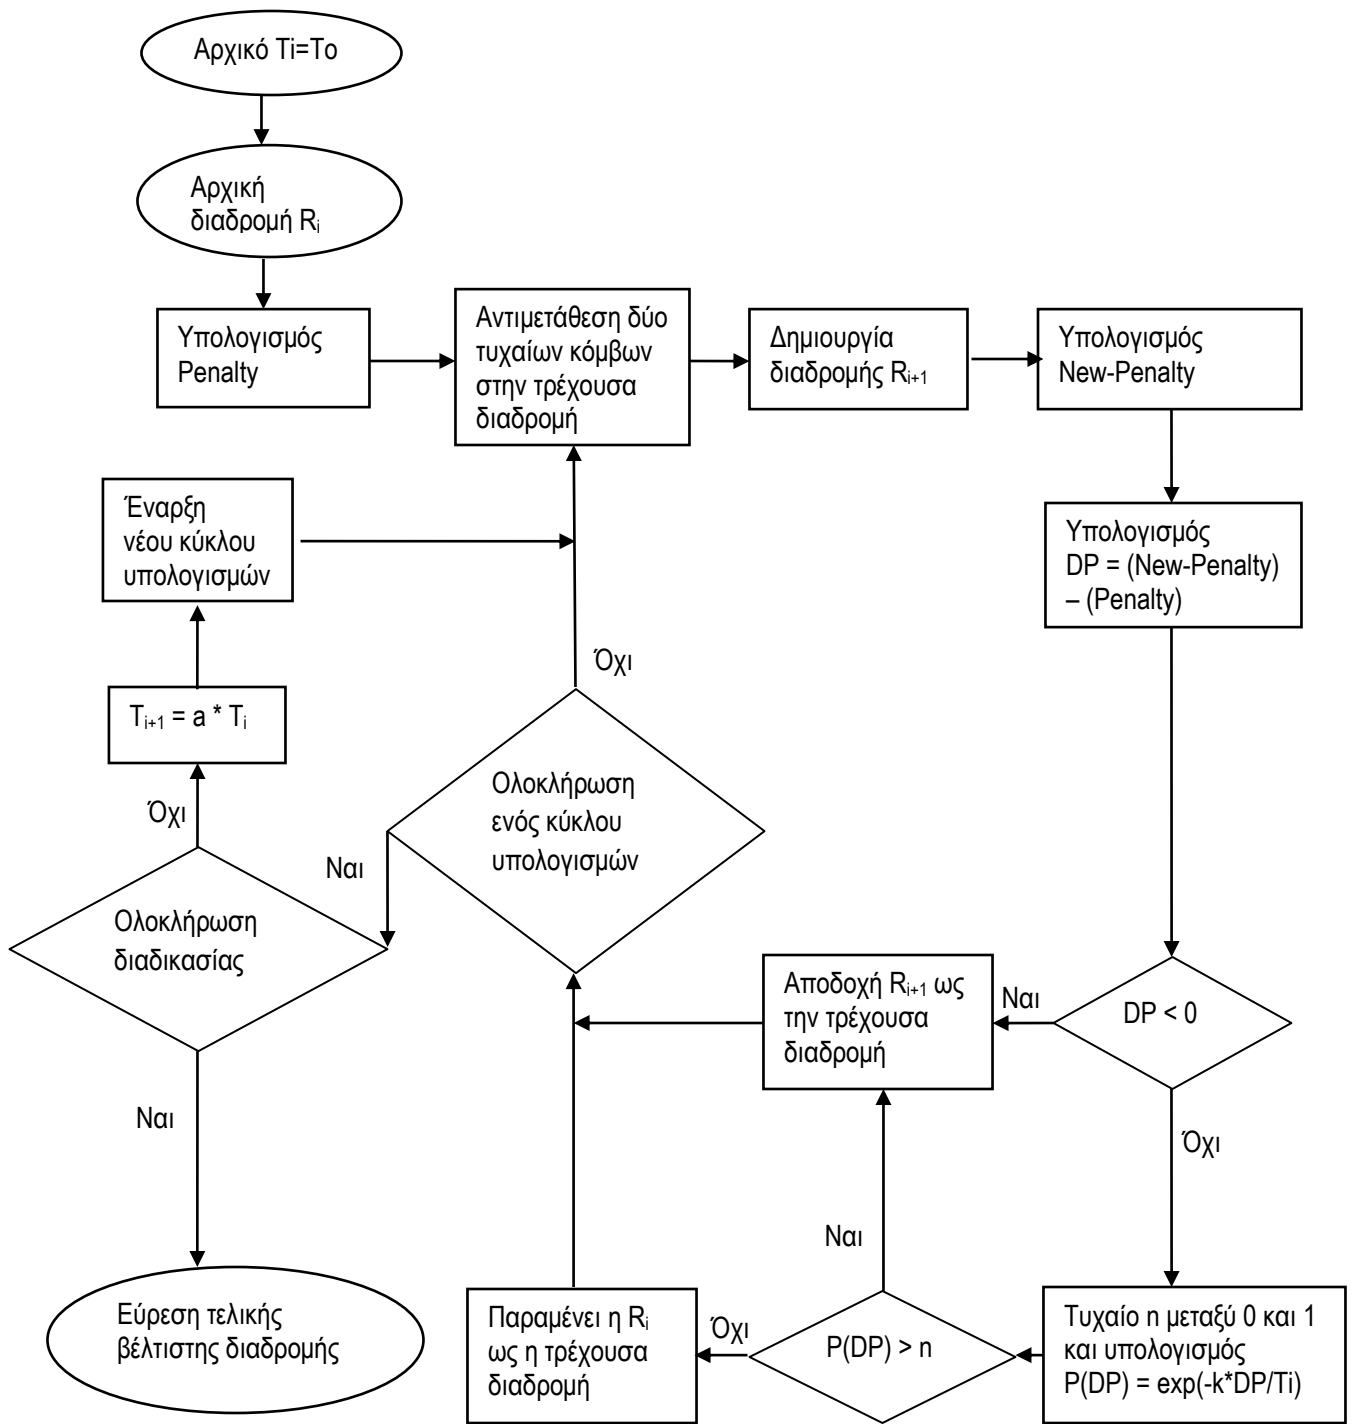 Αρχικό Ti=To
Αρχική
διαδρομή Ri
Υπολογισμός
Penalty
Αντιμετάθεση δύο
τυχαίων κόμβων
στην τρέχουσα
διαδρομή
Δημιουργία
διαδρομής Ri+1
Υπολογισμός
New-Penalty
Έναρξη
νέου κύκλου
υπολογισμών
Υπολογισμός
DP = (New-Penalty)
– (Penalty)
Όχι
Ti+1 = a * Ti
Όχι
Ολοκλήρωση
ενός κύκλου
υπολογισμών
Ναι
Ολοκλήρωση
διαδικασίας
Αποδοχή Ri+1 ως
την τρέχουσα
διαδρομή
Ναι
DP < 0
Ναι
Όχι
Ναι
Εύρεση τελικής
βέλτιστης διαδρομής
Παραμένει η Ri
ως η τρέχουσα
διαδρομή
Όχι
P(DP) > n
Τυχαίο n μεταξύ 0 και 1
και υπολογισμός
P(DP) = exp(-k*DP/Ti)